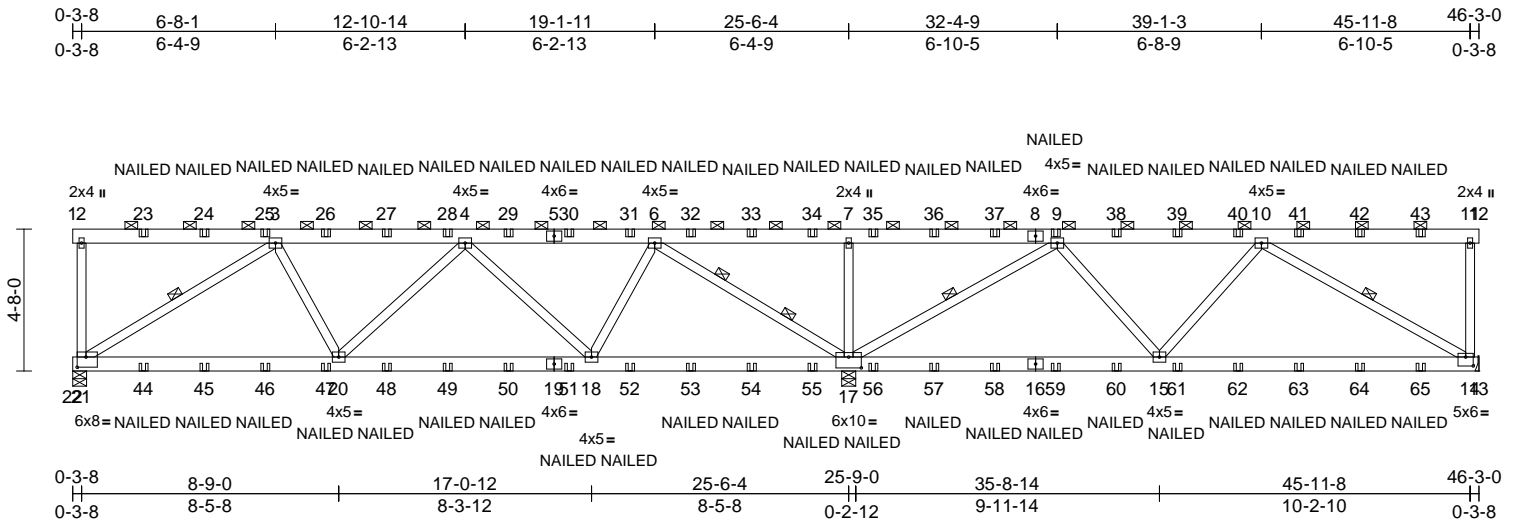 0-3-8 6-8-1 12-10-14 19-1-11 25-6-4 32-4-9 39-1-3 45-11-8 46-3-0
0-3-8 6-4-9 6-2-13 6-2-13 6-4-9 6-10-5 6-8-9 6-10-5 0-3-8
NAILED
NAILED NAILED NAILED NAILED NAILED NAILED NAILED NAILED NAILED NAILED NAILED NAILED NAILED NAILED NAILED 4x5= NAILED NAILED NAILED NAILED NAILED NAILED
2x4 II 4x5= 4x5= 4x6= 4x5= 2x4 II 4x6= 4x5= 2x4 II
1 2 23 24 25 3 26 27 28 4 29 5 30 31 6 32 33 34 7 35 36 37 8 9 38 39 40 10 41 42 43 11 12
4-8-0
22 21 44 45 46 47 20 48 49 50 19 51 18 52 53 54 55 17 56 57 58 16 59 60 15 61 62 63 64 65 14 13
6x8= NAILED NAILED NAILED 4x5= NAILED NAILED 4x6= NAILED NAILED 6x10= NAILED 4x6= 4x5= NAILED NAILED NAILED NAILED 5x6=
NAILED NAILED 4x5= NAILED NAILED NAILED NAILED NAILED
NAILED NAILED
0-3-8 8-9-0 17-0-12 25-6-4 25-9-0 35-8-14 45-11-8 46-3-0
0-3-8 8-5-8 8-3-12 8-5-8 0-2-12 9-11-14 10-2-10 0-3-8